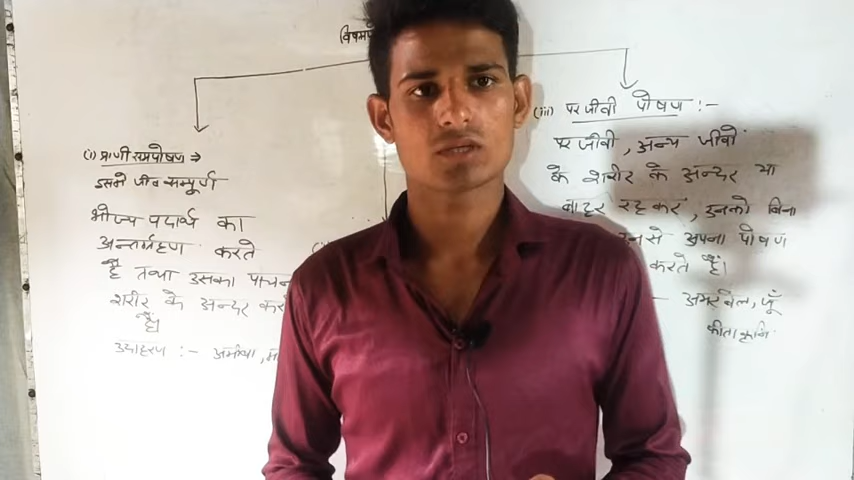 (i) प्राणी समपोषण ⇒
इसमे जीव सम्पूर्ण
भोज्य पदार्थ का
अन्तर्ग्रहण करते
है तथा उसका पाचन
शरीर के अन्दर
है।
उदाहरण :- अमीबा,
(iii) परजीवी पोषण :-
परजीवी, अन्य जीवों
के शरीर के अन्दर या
बाहर रहकर, उनको बिना
उनसे अपना पोषण
करते हैं।
अमरबेल, जूँ